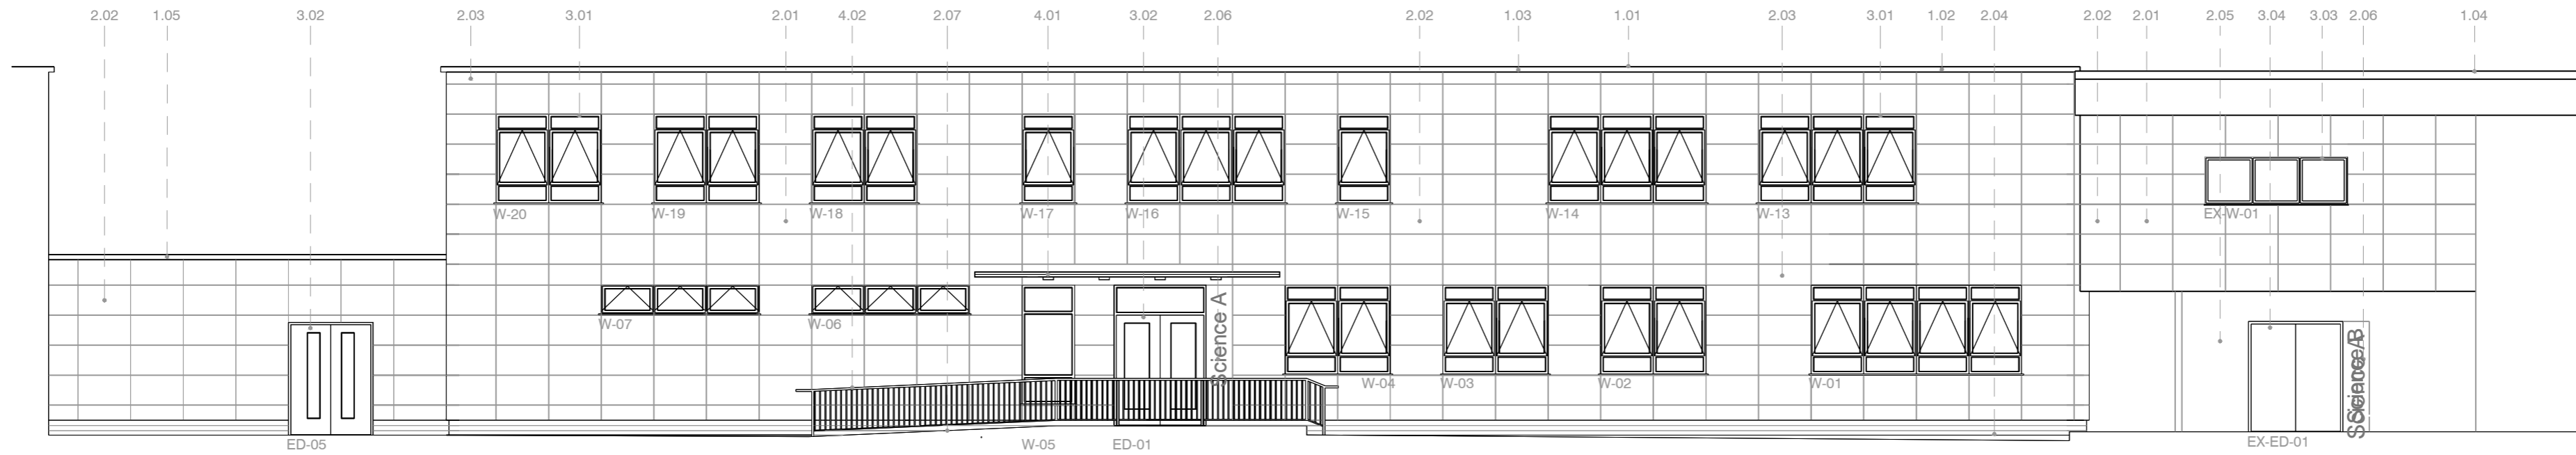 2.02 1.05 3.02 2.03 3.01 2.01 4.02 2.07 4.01 3.02 2.06 2.02 1.03 1.01 2.03 3.01 1.02 2.04 2.02 2.01 2.05 3.04 3.03 2.06 1.04
W-20 W-19 W-18 W-17 W-16 W-15 W-14 W-13 EX-W-01
W-07 W-06
Science A
W-04 W-03 W-02 W-01
ED-05 W-05 ED-01 EX-ED-01